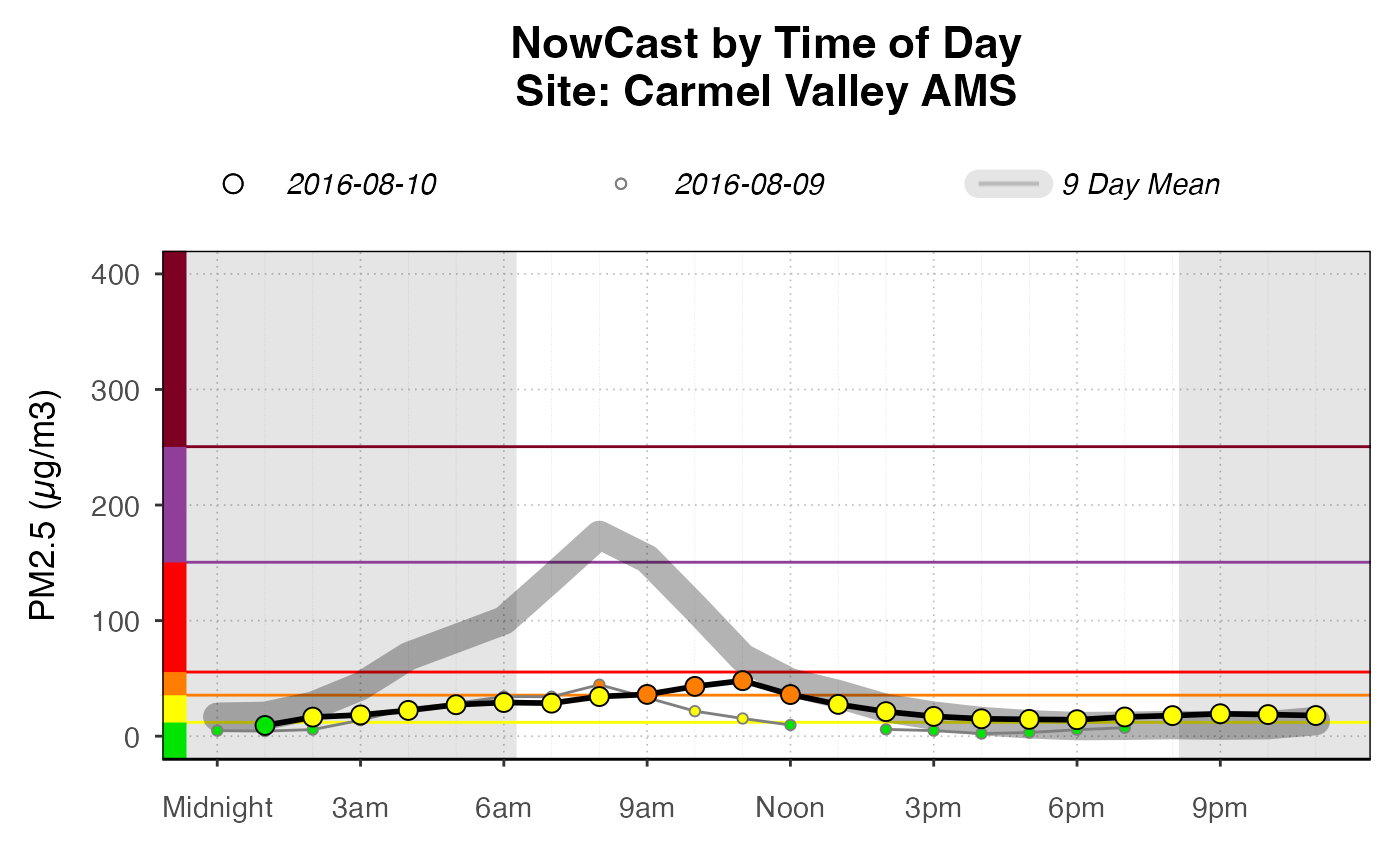 NowCast by Time of Day
Site: Carmel Valley AMS
2016-08-10 2016-08-09 9 Day Mean
PM2.5 (µg/m3)
400
300
200
100
0
Midnight 3am 6am 9am Noon 3pm 6pm 9pm